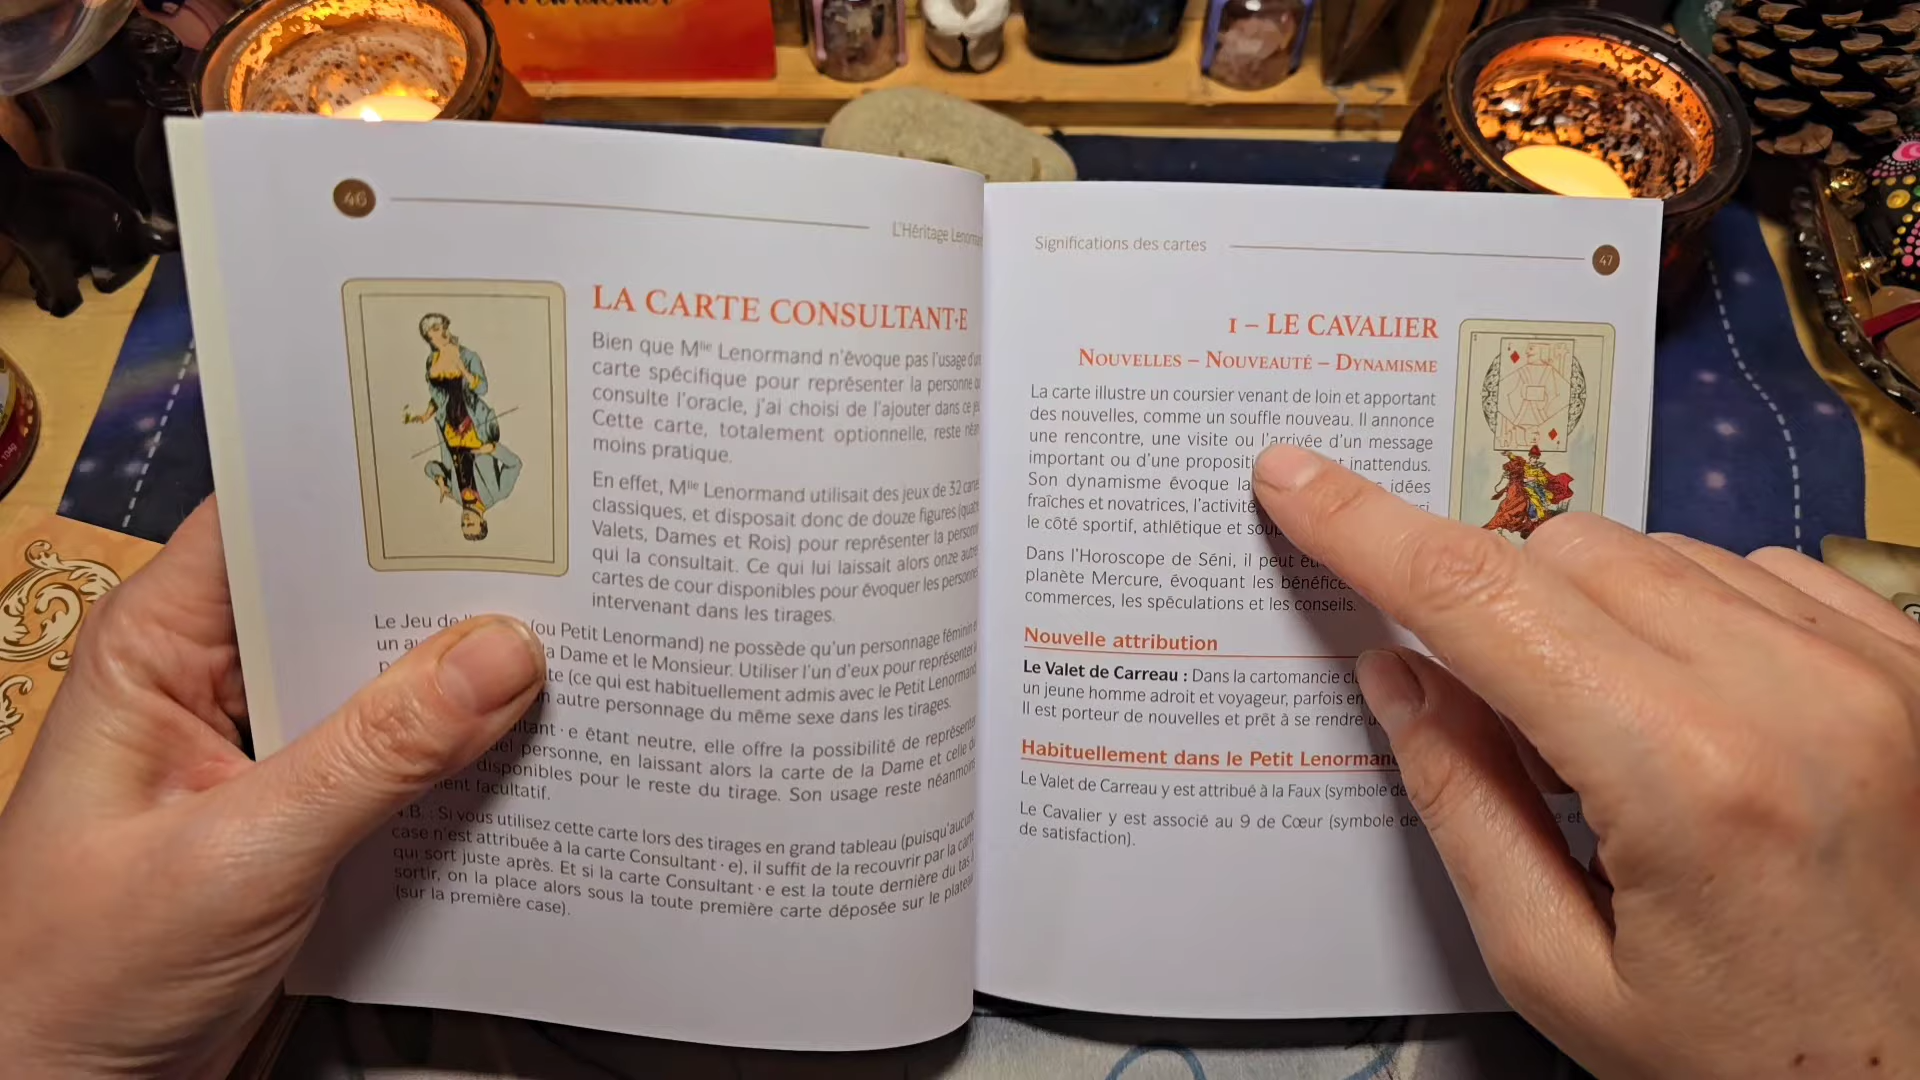 46
L'Héritage
LA CARTE CONSULTANT·E
Bien que Mlle Lenormand n'évoque pas l'usage
carte spécifique pour représenter la personne
consulte l'oracle, j'ai choisi de l'ajouter dans ce
Cette carte, totalement optionnelle, reste
moins pratique.
En effet, Mlle Lenormand utilisait des jeux de 32
classiques, et disposait donc de douze figures
Valets, Dames et Rois) pour représenter la
qui la consultait. Ce qui lui laissait alors onze
cartes de cour disponibles pour évoquer les
intervenant dans les tirages.
Le Jeu de (ou Petit Lenormand) ne possède qu'un personnage féminin
un la Dame et le Monsieur. Utiliser l'un d'eux pour représenter
(ce qui est habituellement admis avec le Petit Lenormand
autre personnage du même sexe dans les tirages.
·e étant neutre, elle offre la possibilité de représenter
personne, en laissant alors la carte de la Dame et celle
disponibles pour le reste du tirage. Son usage reste néanmoins
facultatif.
N.B. : Si vous utilisez cette carte lors des tirages en grand tableau (puisqu'aucune
case n'est attribuée à la carte Consultant·e), il suffit de la recouvrir par la carte
qui sort juste après. Et si la carte Consultant·e est la toute dernière du tas à
sortir, on la place alors sous la toute première carte déposée sur le plateau
(sur la première case).
Significations des cartes
47
1 – LE CAVALIER
NOUVELLES – NOUVEAUTÉ – DYNAMISME
La carte illustre un coursier venant de loin et apportant
des nouvelles, comme un souffle nouveau. Il annonce
une rencontre, une visite ou l'arrivée d'un message
important ou d'une inattendus.
Son dynamisme évoque la idées
fraîches et novatrices, l'activité
le côté sportif, athlétique et
Dans l'Horoscope de Séni, il peut
planète Mercure, évoquant les
commerces, les spéculations et les conseils.
Nouvelle attribution
Le Valet de Carreau : Dans la cartomancie
un jeune homme adroit et voyageur, parfois
Il est porteur de nouvelles et prêt à se rendre
Habituellement dans le Petit Lenormand
Le Valet de Carreau y est attribué à la Faux (symbole
Le Cavalier y est associé au 9 de Cœur (symbole de et
de satisfaction).